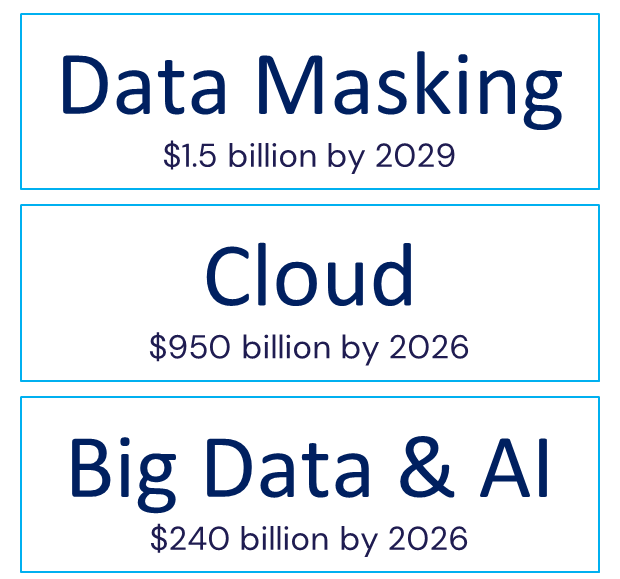 Data Masking
$1.5 billion by 2029
Cloud
$950 billion by 2026
Big Data & AI
$240 billion by 2026